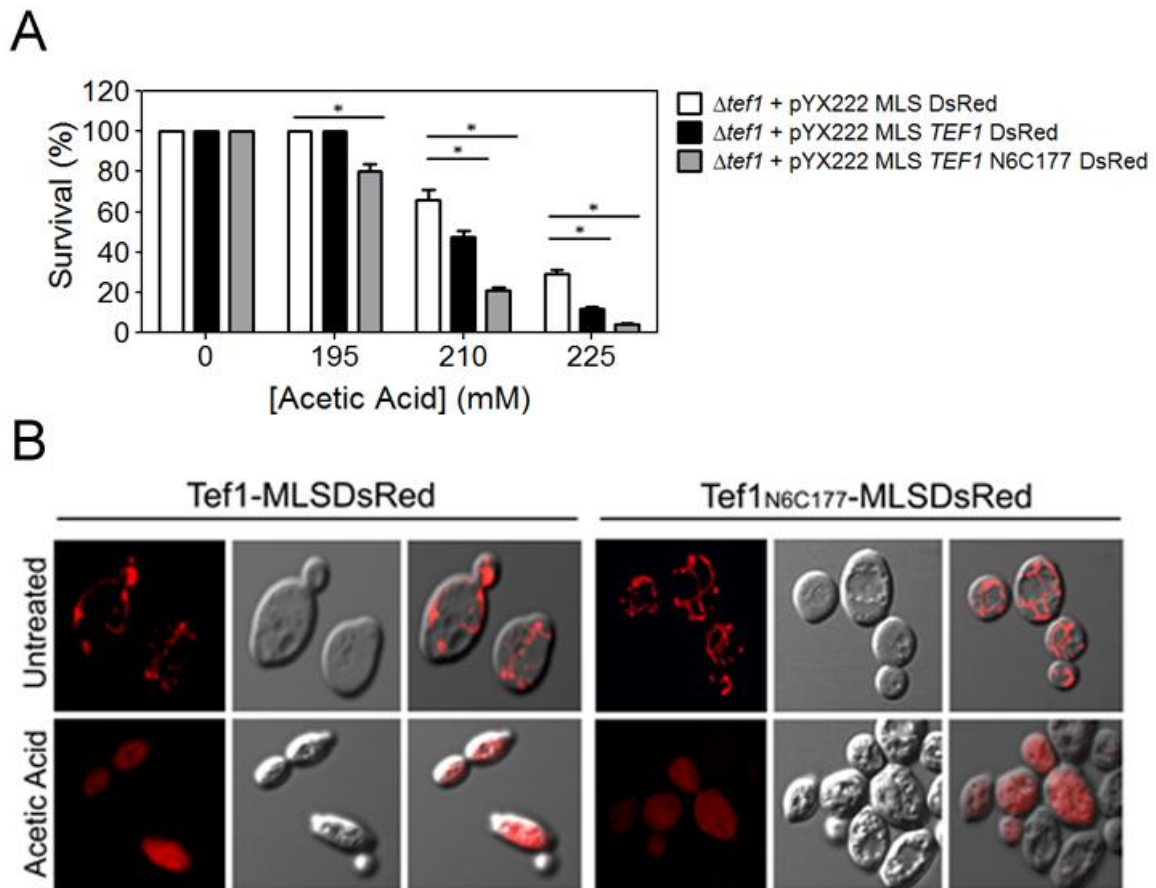 A
120
100
80
60
40
20
0
Survival (%)
* * * * *
0 195 210 225
[Acetic Acid] (mM)
Δtef1 + pYX222 MLS DsRed
Δtef1 + pYX222 MLS TEF1 DsRed
Δtef1 + pYX222 MLS TEF1 N6C177 DsRed
B
Tef1-MLSDsRed
Tef1N6C177-MLSDsRed
Untreated
Acetic Acid